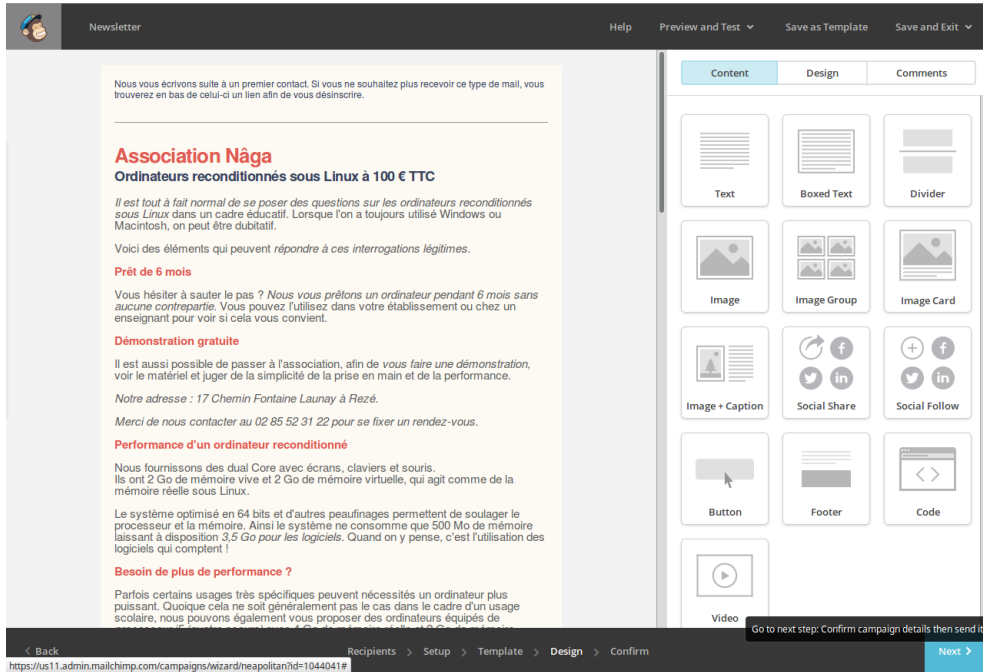 Newsletter
Help
Preview and Test
Save as Template
Save and Exit
Content
Design
Comments
Nous vous écrivons suite à un premier contact. Si vous ne souhaitez plus recevoir ce type de mail, vous
trouverez en bas de celui-ci un lien afin de vous désinscrire.
Association Nâga
Ordinateurs reconditionnés sous Linux à 100 € TTC
Il est tout à fait normal de se poser des questions sur les ordinateurs reconditionnés
sous Linux dans un cadre éducatif. Lorsque l'on a toujours utilisé Windows ou
Macintosh, on peut être dubitatif.
Voici des éléments qui peuvent répondre à ces interrogations légitimes.
Prêt de 6 mois
Vous hésiter à sauter le pas ? Nous vous prêtons un ordinateur pendant 6 mois sans
aucune contrepartie. Vous pouvez l'utilisez dans votre établissement ou chez un
enseignant pour voir si cela vous convient.
Démonstration gratuite
Il est aussi possible de passer à l'association, afin de vous faire une démonstration,
voir le matériel et juger de la simplicité de la prise en main et de la performance.
Notre adresse : 17 Chemin Fontaine Launay à Rezé.
Merci de nous contacter au 02 85 52 31 22 pour se fixer un rendez-vous.
Performance d'un ordinateur reconditionné
Nous fournissons des dual Core avec écrans, claviers et souris.
Ils ont 2 Go de mémoire vive et 2 Go de mémoire virtuelle, qui agit comme de la
mémoire réelle sous Linux.
Le système optimisé en 64 bits et d'autres peaufinages permettent de soulager le
processeur et la mémoire. Ainsi le système ne consomme que 500 Mo de mémoire
laissant à disposition 3,5 Go pour les logiciels. Quand on y pense, c'est l'utilisation des
logiciels qui comptent !
Besoin de plus de performance ?
Parfois certains usages très spécifiques peuvent nécessités un ordinateur plus
puissant. Quoique cela ne soit généralement pas le cas dans le cadre d'un usage
scolaire, nous pouvons également vous proposer des ordinateurs équipés de
Text
Boxed Text
Divider
Image
Image Group
Image Card
Image + Caption
Social Share
Social Follow
Button
Footer
Code
Video
Go to next step: Confirm campaign details then send it
Back
Recipients
Setup
Template
Design
Confirm
Next
https://us11.admin.mailchimp.com/campaigns/wizard/neapolitan?id=1044041#